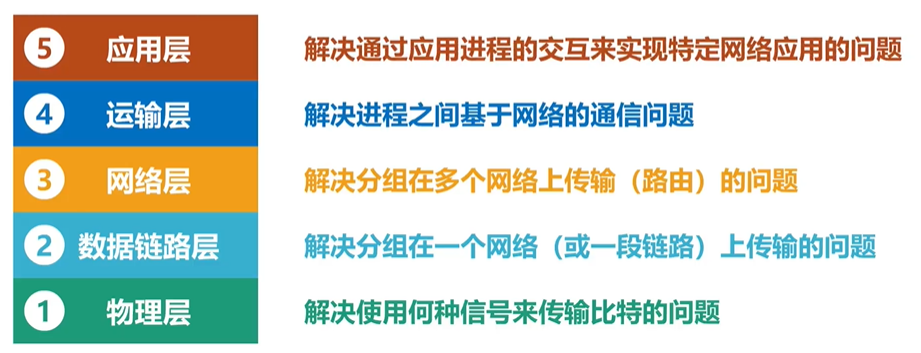 5 应用层 解决通过应用进程的交互来实现特定网络应用的问题
4 运输层 解决进程之间基于网络的通信问题
3 网络层 解决分组在多个网络上传输（路由）的问题
2 数据链路层 解决分组在一个网络（或一段链路）上传输的问题
1 物理层 解决使用何种信号来传输比特的问题